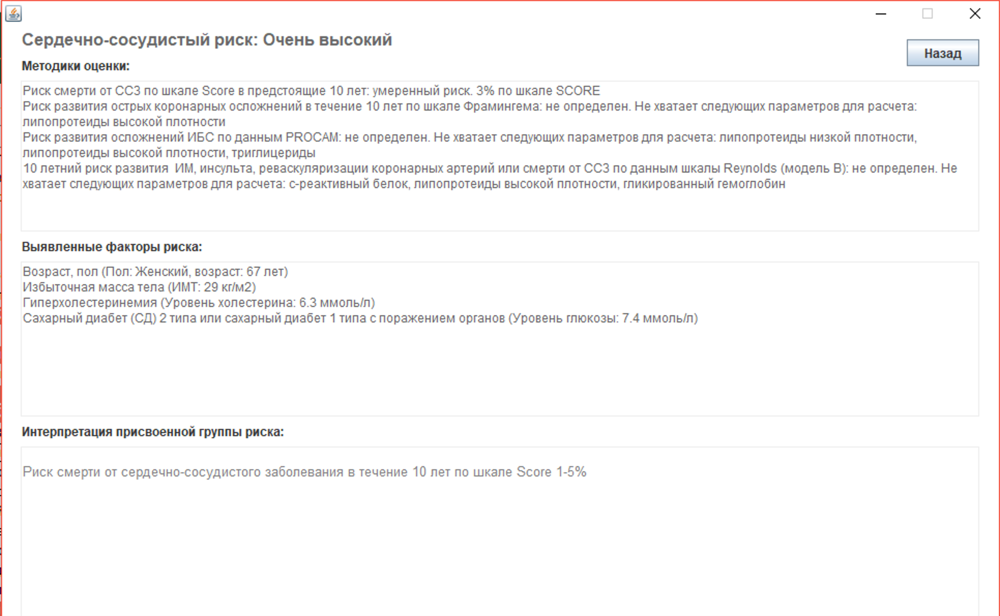 Сердечно-сосудистый риск: Очень высокий
Назад
Методики оценки:
Риск смерти от ССЗ по шкале Score в предстоящие 10 лет: умеренный риск. 3% по шкале SCORE
Риск развития острых коронарных осложнений в течение 10 лет по шкале Фрамингема: не определен. Не хватает следующих параметров для расчета:
липопротеиды высокой плотности
Риск развития осложнений ИБС по данным PROCAM: не определен. Не хватает следующих параметров для расчета: липопротеиды низкой плотности,
липопротеиды высокой плотности, триглицериды
10 летний риск развития  ИМ, инсульта, реваскуляризации коронарных артерий или смерти от ССЗ по данным шкалы Reynolds (модель B): не определен. Не
хватает следующих параметров для расчета: с-реактивный белок, липопротеиды высокой плотности, гликированный гемоглобин
Выявленные факторы риска:
Возраст, пол (Пол: Женский, возраст: 67 лет)
Избыточная масса тела (ИМТ: 29 кг/м2)
Гиперхолестеринемия (Уровень холестерина: 6.3 ммоль/л)
Сахарный диабет (СД) 2 типа или сахарный диабет 1 типа с поражением органов (Уровень глюкозы: 7.4 ммоль/л)
Интерпретация присвоенной группы риска:
Риск смерти от сердечно-сосудистого заболевания в течение 10 лет по шкале Score 1-5%